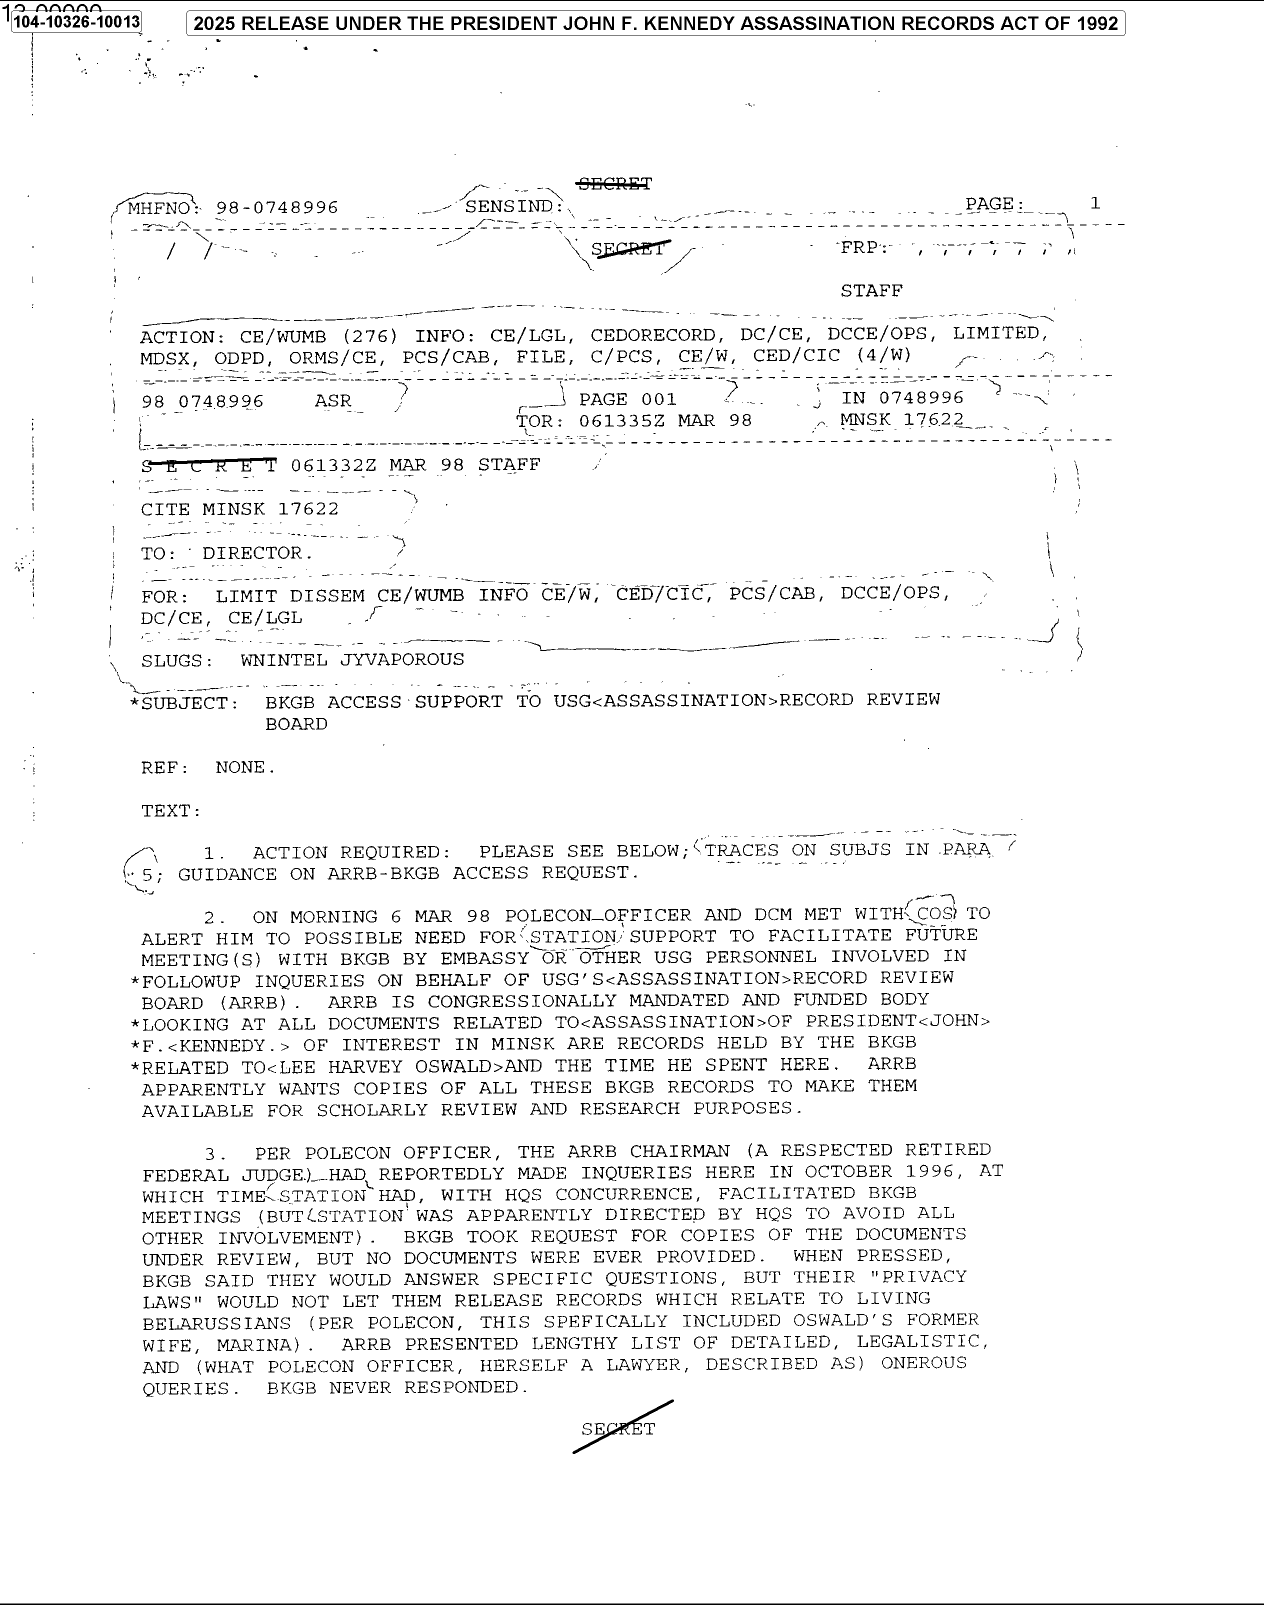 104-10326-10013
2025 RELEASE UNDER THE PRESIDENT JOHN F. KENNEDY ASSASSINATION RECORDS ACT OF 1992
SECRET
MHFNO: 98-0748996 SENSIND: PAGE: 1
/ / SECRET FRP: , , , , , , ,
STAFF
ACTION: CE/WUMB (276) INFO: CE/LGL, CEDORECORD, DC/CE, DCCE/OPS, LIMITED,
MDSX, ODPD, ORMS/CE, PCS/CAB, FILE, C/PCS, CE/W, CED/CIC (4/W)
98 0748996 ASR PAGE 001 IN 0748996
TOR: 061335Z MAR 98 MNSK 17622
S E C R E T 061332Z MAR 98 STAFF
CITE MINSK 17622
TO: DIRECTOR.
FOR: LIMIT DISSEM CE/WUMB INFO CE/W, CED/CIC, PCS/CAB, DCCE/OPS,
DC/CE, CE/LGL
SLUGS: WNINTEL JYVAPOROUS
*SUBJECT: BKGB ACCESS SUPPORT TO USG<ASSASSINATION>RECORD REVIEW
BOARD
REF: NONE.
TEXT:
1. ACTION REQUIRED: PLEASE SEE BELOW; TRACES ON SUBJS IN PARA
5; GUIDANCE ON ARRB-BKGB ACCESS REQUEST.
2. ON MORNING 6 MAR 98 POLECON OFFICER AND DCM MET WITH COS TO
ALERT HIM TO POSSIBLE NEED FOR STATION SUPPORT TO FACILITATE FUTURE
MEETING(S) WITH BKGB BY EMBASSY OR OTHER USG PERSONNEL INVOLVED IN
*FOLLOWUP INQUERIES ON BEHALF OF USG'S<ASSASSINATION>RECORD REVIEW
BOARD (ARRB). ARRB IS CONGRESSIONALLY MANDATED AND FUNDED BODY
*LOOKING AT ALL DOCUMENTS RELATED TO<ASSASSINATION>OF PRESIDENT<JOHN>
*F.<KENNEDY.> OF INTEREST IN MINSK ARE RECORDS HELD BY THE BKGB
*RELATED TO<LEE HARVEY OSWALD>AND THE TIME HE SPENT HERE. ARRB
APPARENTLY WANTS COPIES OF ALL THESE BKGB RECORDS TO MAKE THEM
AVAILABLE FOR SCHOLARLY REVIEW AND RESEARCH PURPOSES.
3. PER POLECON OFFICER, THE ARRB CHAIRMAN (A RESPECTED RETIRED
FEDERAL JUDGE) HAD REPORTEDLY MADE INQUERIES HERE IN OCTOBER 1996, AT
WHICH TIME STATION HAD, WITH HQS CONCURRENCE, FACILITATED BKGB
MEETINGS (BUT STATION WAS APPARENTLY DIRECTED BY HQS TO AVOID ALL
OTHER INVOLVEMENT). BKGB TOOK REQUEST FOR COPIES OF THE DOCUMENTS
UNDER REVIEW, BUT NO DOCUMENTS WERE EVER PROVIDED. WHEN PRESSED,
BKGB SAID THEY WOULD ANSWER SPECIFIC QUESTIONS, BUT THEIR "PRIVACY
LAWS" WOULD NOT LET THEM RELEASE RECORDS WHICH RELATE TO LIVING
BELARUSSIANS (PER POLECON, THIS SPEFICALLY INCLUDED OSWALD'S FORMER
WIFE, MARINA). ARRB PRESENTED LENGTHY LIST OF DETAILED, LEGALISTIC,
AND (WHAT POLECON OFFICER, HERSELF A LAWYER, DESCRIBED AS) ONEROUS
QUERIES. BKGB NEVER RESPONDED.
SECRET